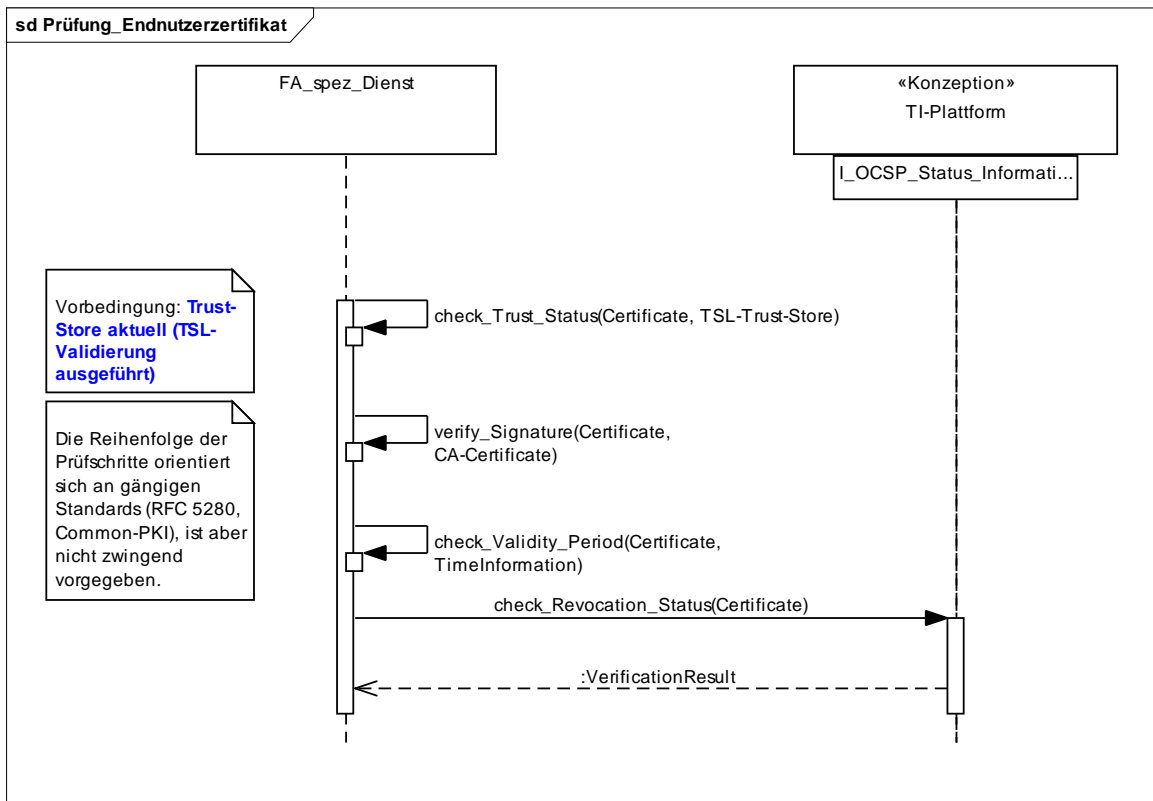 sd Prüfung_Endnutzerzertifikat
FA_spez_Dienst
«Konzeption»
TI-Plattform
I_OCSP_Status_Informati...
Vorbedingung: Trust-
Store aktuell (TSL-
Validierung
ausgeführt)
check_Trust_Status(Certificate, TSL-Trust-Store)
Die Reihenfolge der
Prüfschritte orientiert
sich an gängigen
Standards (RFC 5280,
Common-PKI), ist aber
nicht zwingend
vorgegeben.
verify_Signature(Certificate,
CA-Certificate)
check_Validity_Period(Certificate,
TimeInformation)
check_Revocation_Status(Certificate)
:VerificationResult